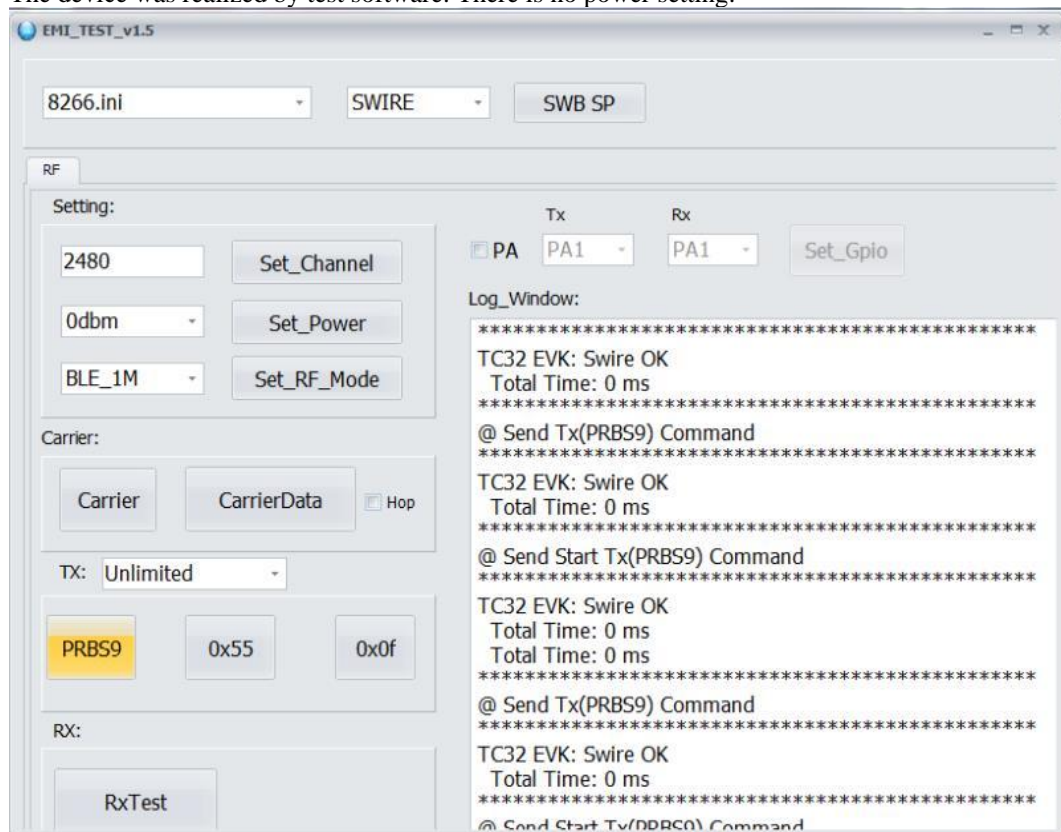 The device was realized by test software. There is no power setting.
EMI_TEST_v1.5
8266.ini SWIRE SWB SP
RF
Setting:
Tx Rx
PA PA1 PA1 Set_Gpio
2480 Set_Channel
0dbm Set_Power
BLE_1M Set_RF_Mode
Carrier:
Carrier CarrierData Hop
TX: Unlimited
PRBS9 0x55 0x0f
RX:
RxTest
Log_Window:
************************************************
TC32 EVK: Swire OK
Total Time: 0 ms
************************************************
@ Send Tx(PRBS9) Command
************************************************
TC32 EVK: Swire OK
Total Time: 0 ms
************************************************
@ Send Start Tx(PRBS9) Command
************************************************
TC32 EVK: Swire OK
Total Time: 0 ms
Total Time: 0 ms
************************************************
@ Send Tx(PRBS9) Command
************************************************
TC32 EVK: Swire OK
Total Time: 0 ms
************************************************
@ Send Start Tx(PRBS9) Command